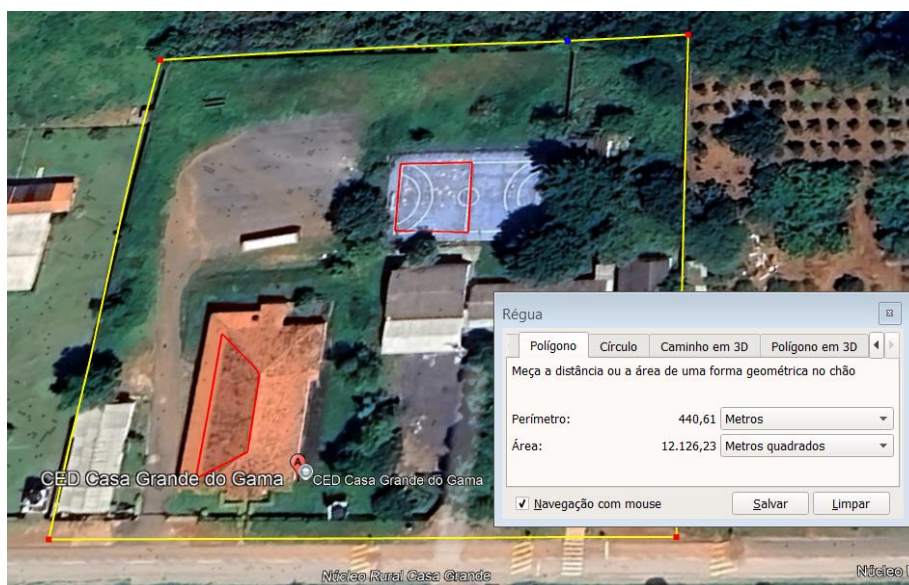 Régua
Polígono
Círculo
Caminho em 3D
Polígono em 3D
Meça a distância ou a área de uma forma geométrica no chão
Perímetro: 440,61 Metros
Área: 12.126,23 Metros quadrados
Navegação com mouse
Salvar
Limpar
A
CED Casa Grande do Gama
CED Casa Grande do Gama
Núcleo Rural Casa Grande
Núcleo